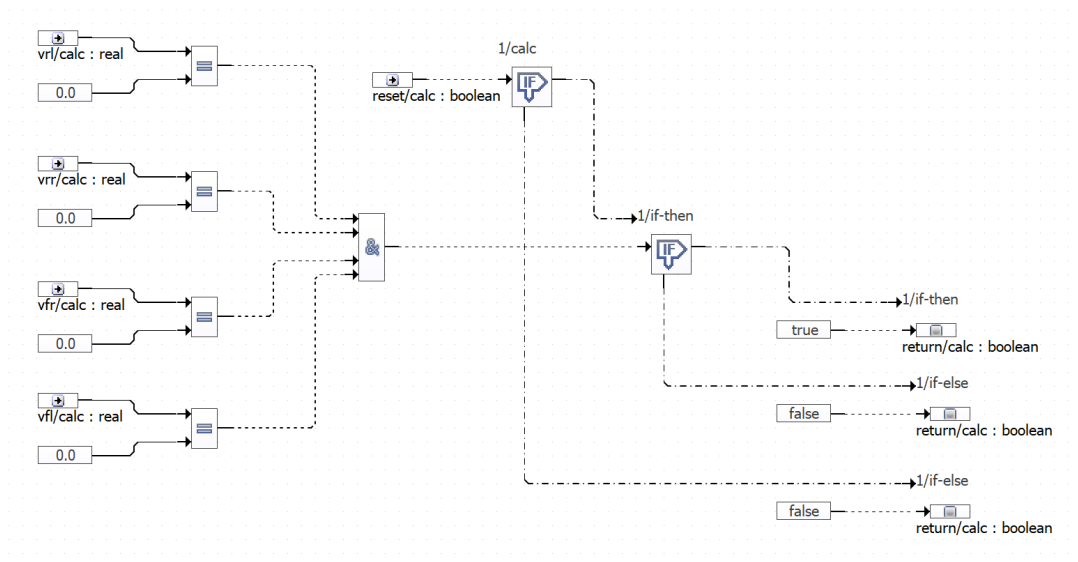 vrl/calc : real
0.0
=
vrr/calc : real
0.0
=
vfr/calc : real
0.0
=
vfl/calc : real
0.0
=
&
1/calc
IF
reset/calc : boolean
1/if-then
IF
1/if-then
true
return/calc : boolean
1/if-else
false
return/calc : boolean
1/if-else
false
return/calc : boolean